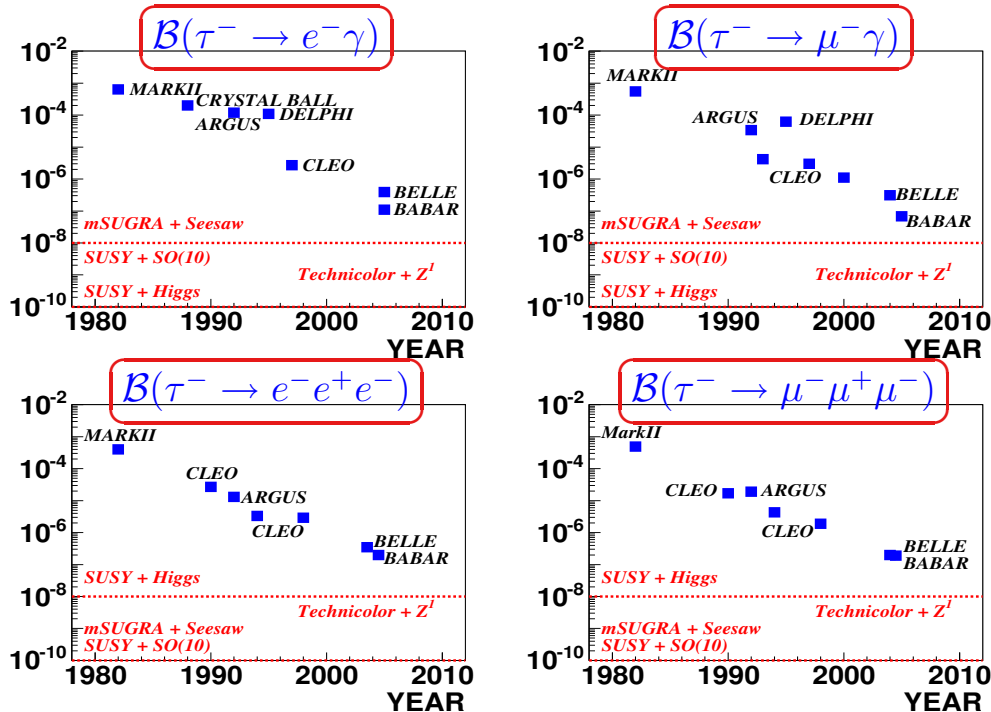 B(τ⁻ → e⁻γ)
10⁻²
10⁻⁴
10⁻⁶
10⁻⁸
10⁻¹⁰
MARKII
CRYSTAL BALL
ARGUS
DELPHI
CLEO
BELLE
BABAR
mSUGRA + Seesaw
SUSY + SO(10)
Technicolor + Z¹
SUSY + Higgs
1980 1990 2000 2010
YEAR
B(τ⁻ → μ⁻γ)
10⁻²
10⁻⁴
10⁻⁶
10⁻⁸
10⁻¹⁰
MARKII
ARGUS
DELPHI
CLEO
BELLE
BABAR
mSUGRA + Seesaw
SUSY + SO(10)
Technicolor + Z¹
SUSY + Higgs
1980 1990 2000 2010
YEAR
B(τ⁻ → e⁻e⁺e⁻)
10⁻²
10⁻⁴
10⁻⁶
10⁻⁸
10⁻¹⁰
MARKII
CLEO
ARGUS
CLEO
BELLE
BABAR
SUSY + Higgs
Technicolor + Z¹
mSUGRA + Seesaw
SUSY + SO(10)
1980 1990 2000 2010
YEAR
B(τ⁻ → μ⁻μ⁺μ⁻)
10⁻²
10⁻⁴
10⁻⁶
10⁻⁸
10⁻¹⁰
MarkII
CLEO
ARGUS
CLEO
BELLE
BABAR
SUSY + Higgs
Technicolor + Z¹
mSUGRA + Seesaw
SUSY + SO(10)
1980 1990 2000 2010
YEAR